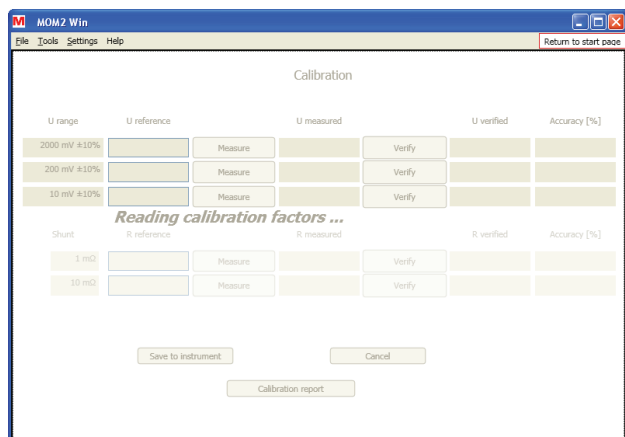 M MOM2 Win
File Tools Settings Help Return to start page
Calibration
U range U reference U measured U verified Accuracy [%]
2000 mV ±10% Measure Verify
200 mV ±10% Measure Verify
10 mV ±10% Measure Verify
Reading calibration factors ...
Shunt R reference R measured R verified Accuracy [%]
1 mΩ Measure Verify
10 mΩ Measure Verify
Save to instrument Cancel
Calibration report